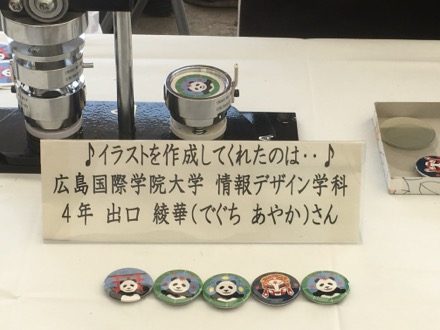 ♪イラストを作成してくれたのは‥♪
広島国際学院大学 情報デザイン学科
4年 出口 綾華(でぐち あやか)さん